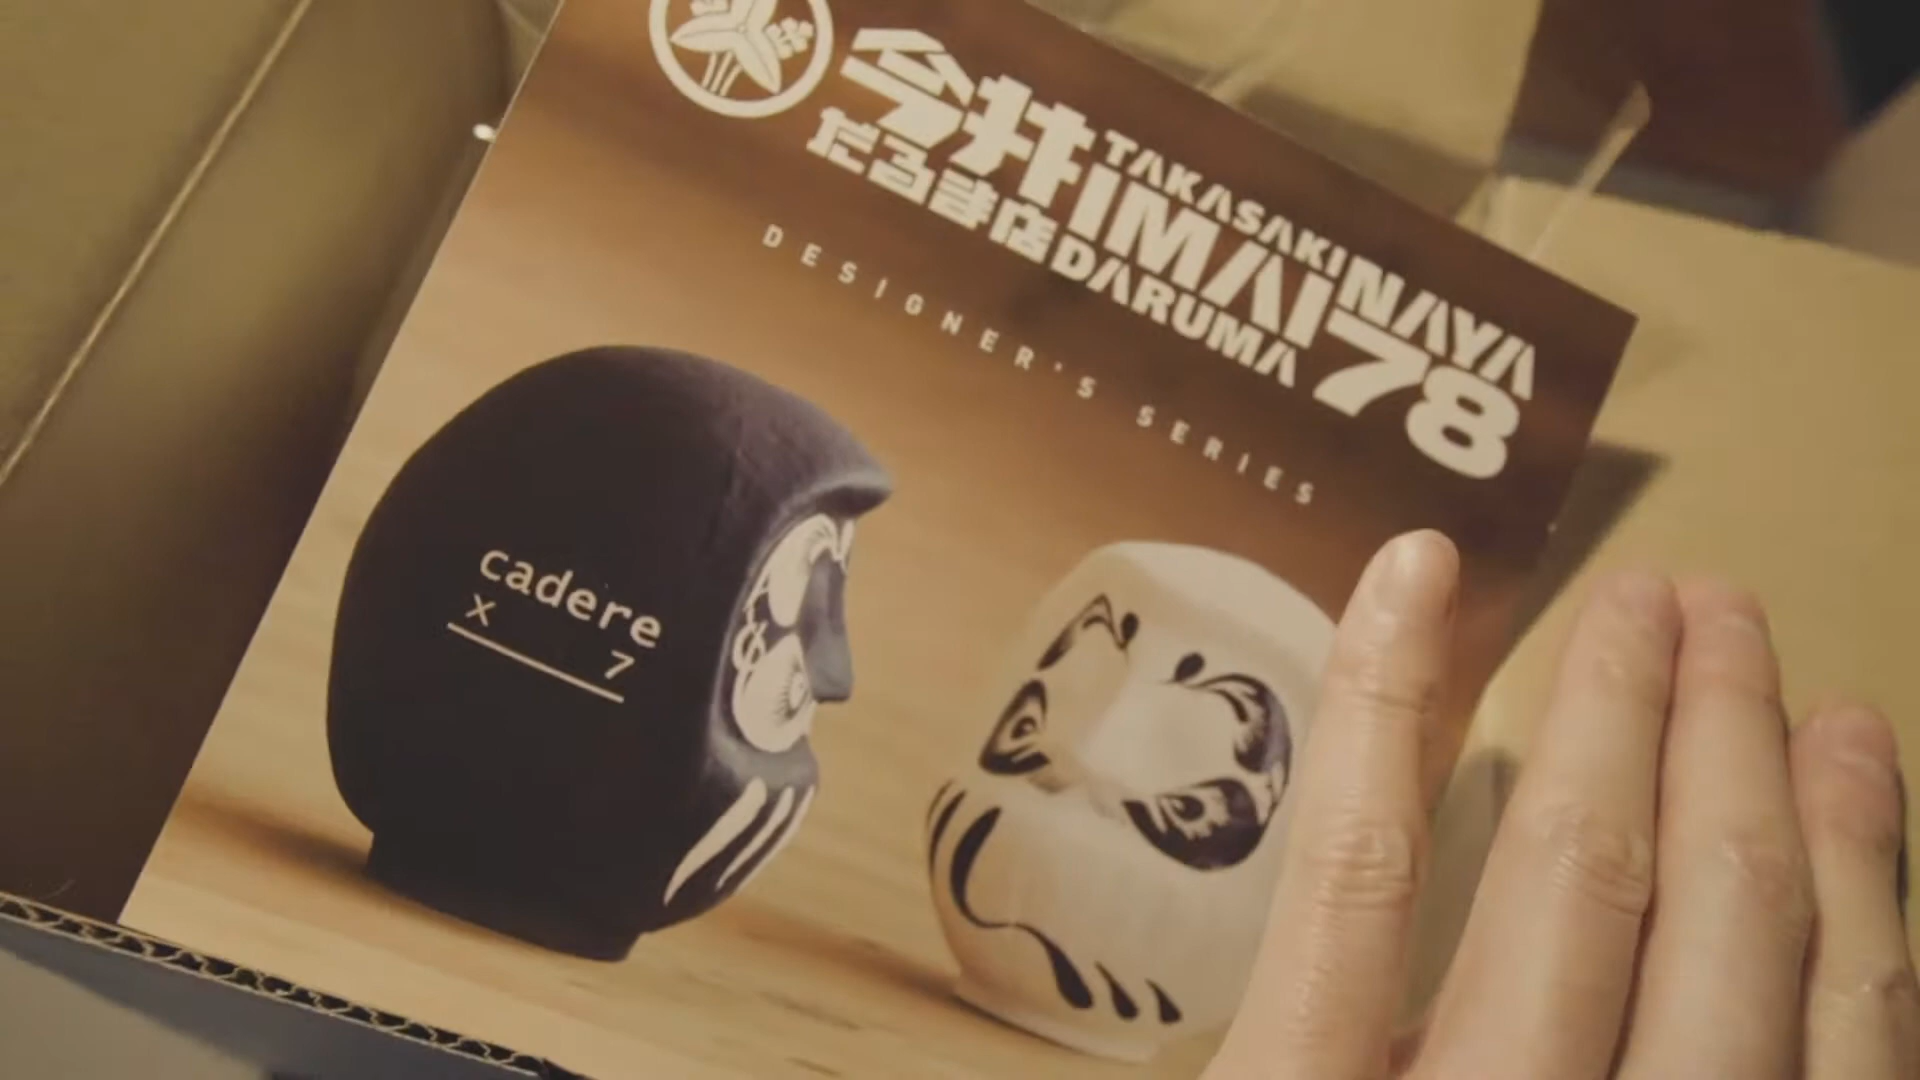 今井 TAKASAKI
だるま店 IMAI NAYA
DARUMA 78
DESIGNER'S SERIES
cadere
x 7